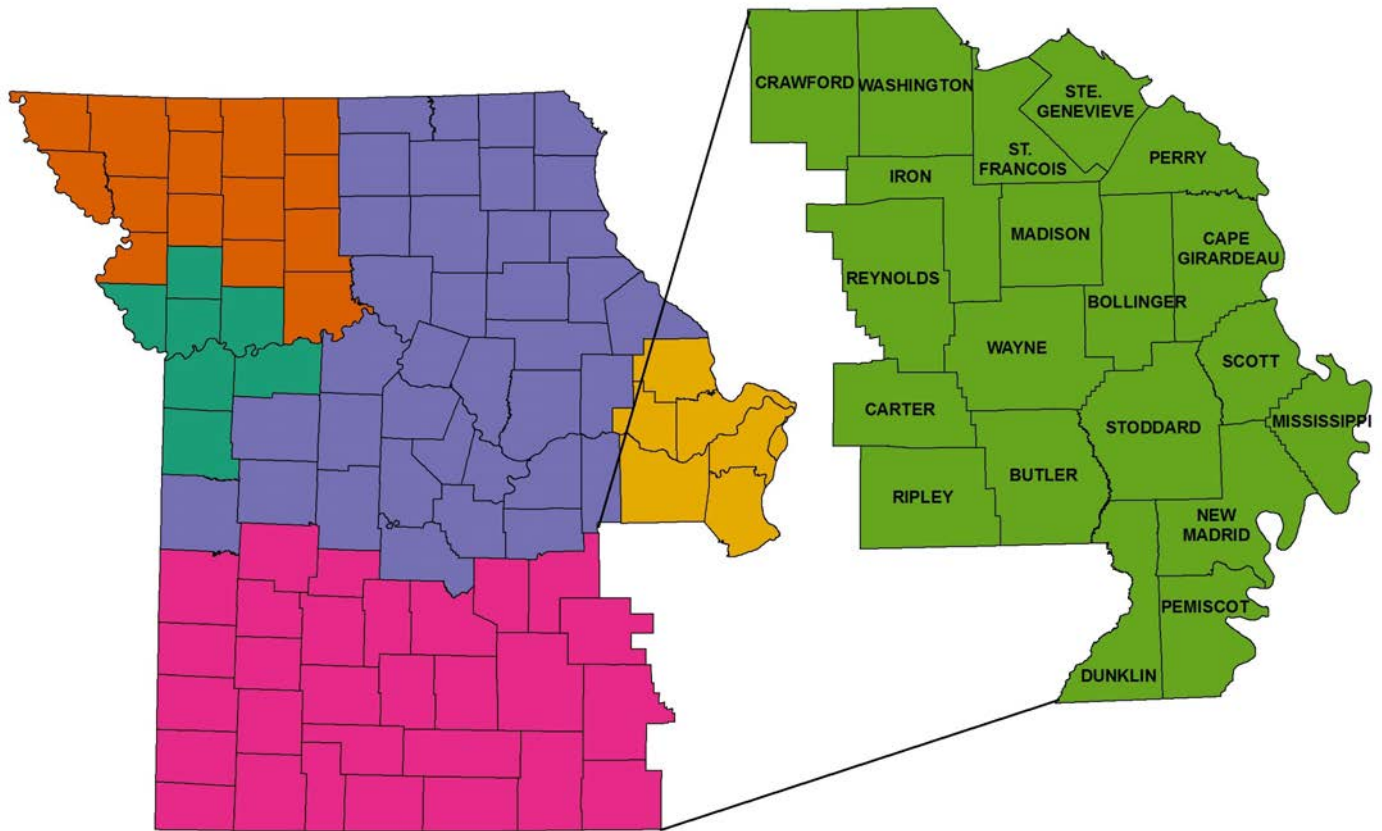 CRAWFORD
WASHINGTON
STE.
GENEVIEVE
ST.
FRANCOIS
PERRY
IRON
MADISON
CAPE
GIRARDEAU
REYNOLDS
BOLLINGER
WAYNE
SCOTT
CARTER
STODDARD
MISSISSIPPI
BUTLER
RIPLEY
NEW
MADRID
PEMISCOT
DUNKLIN